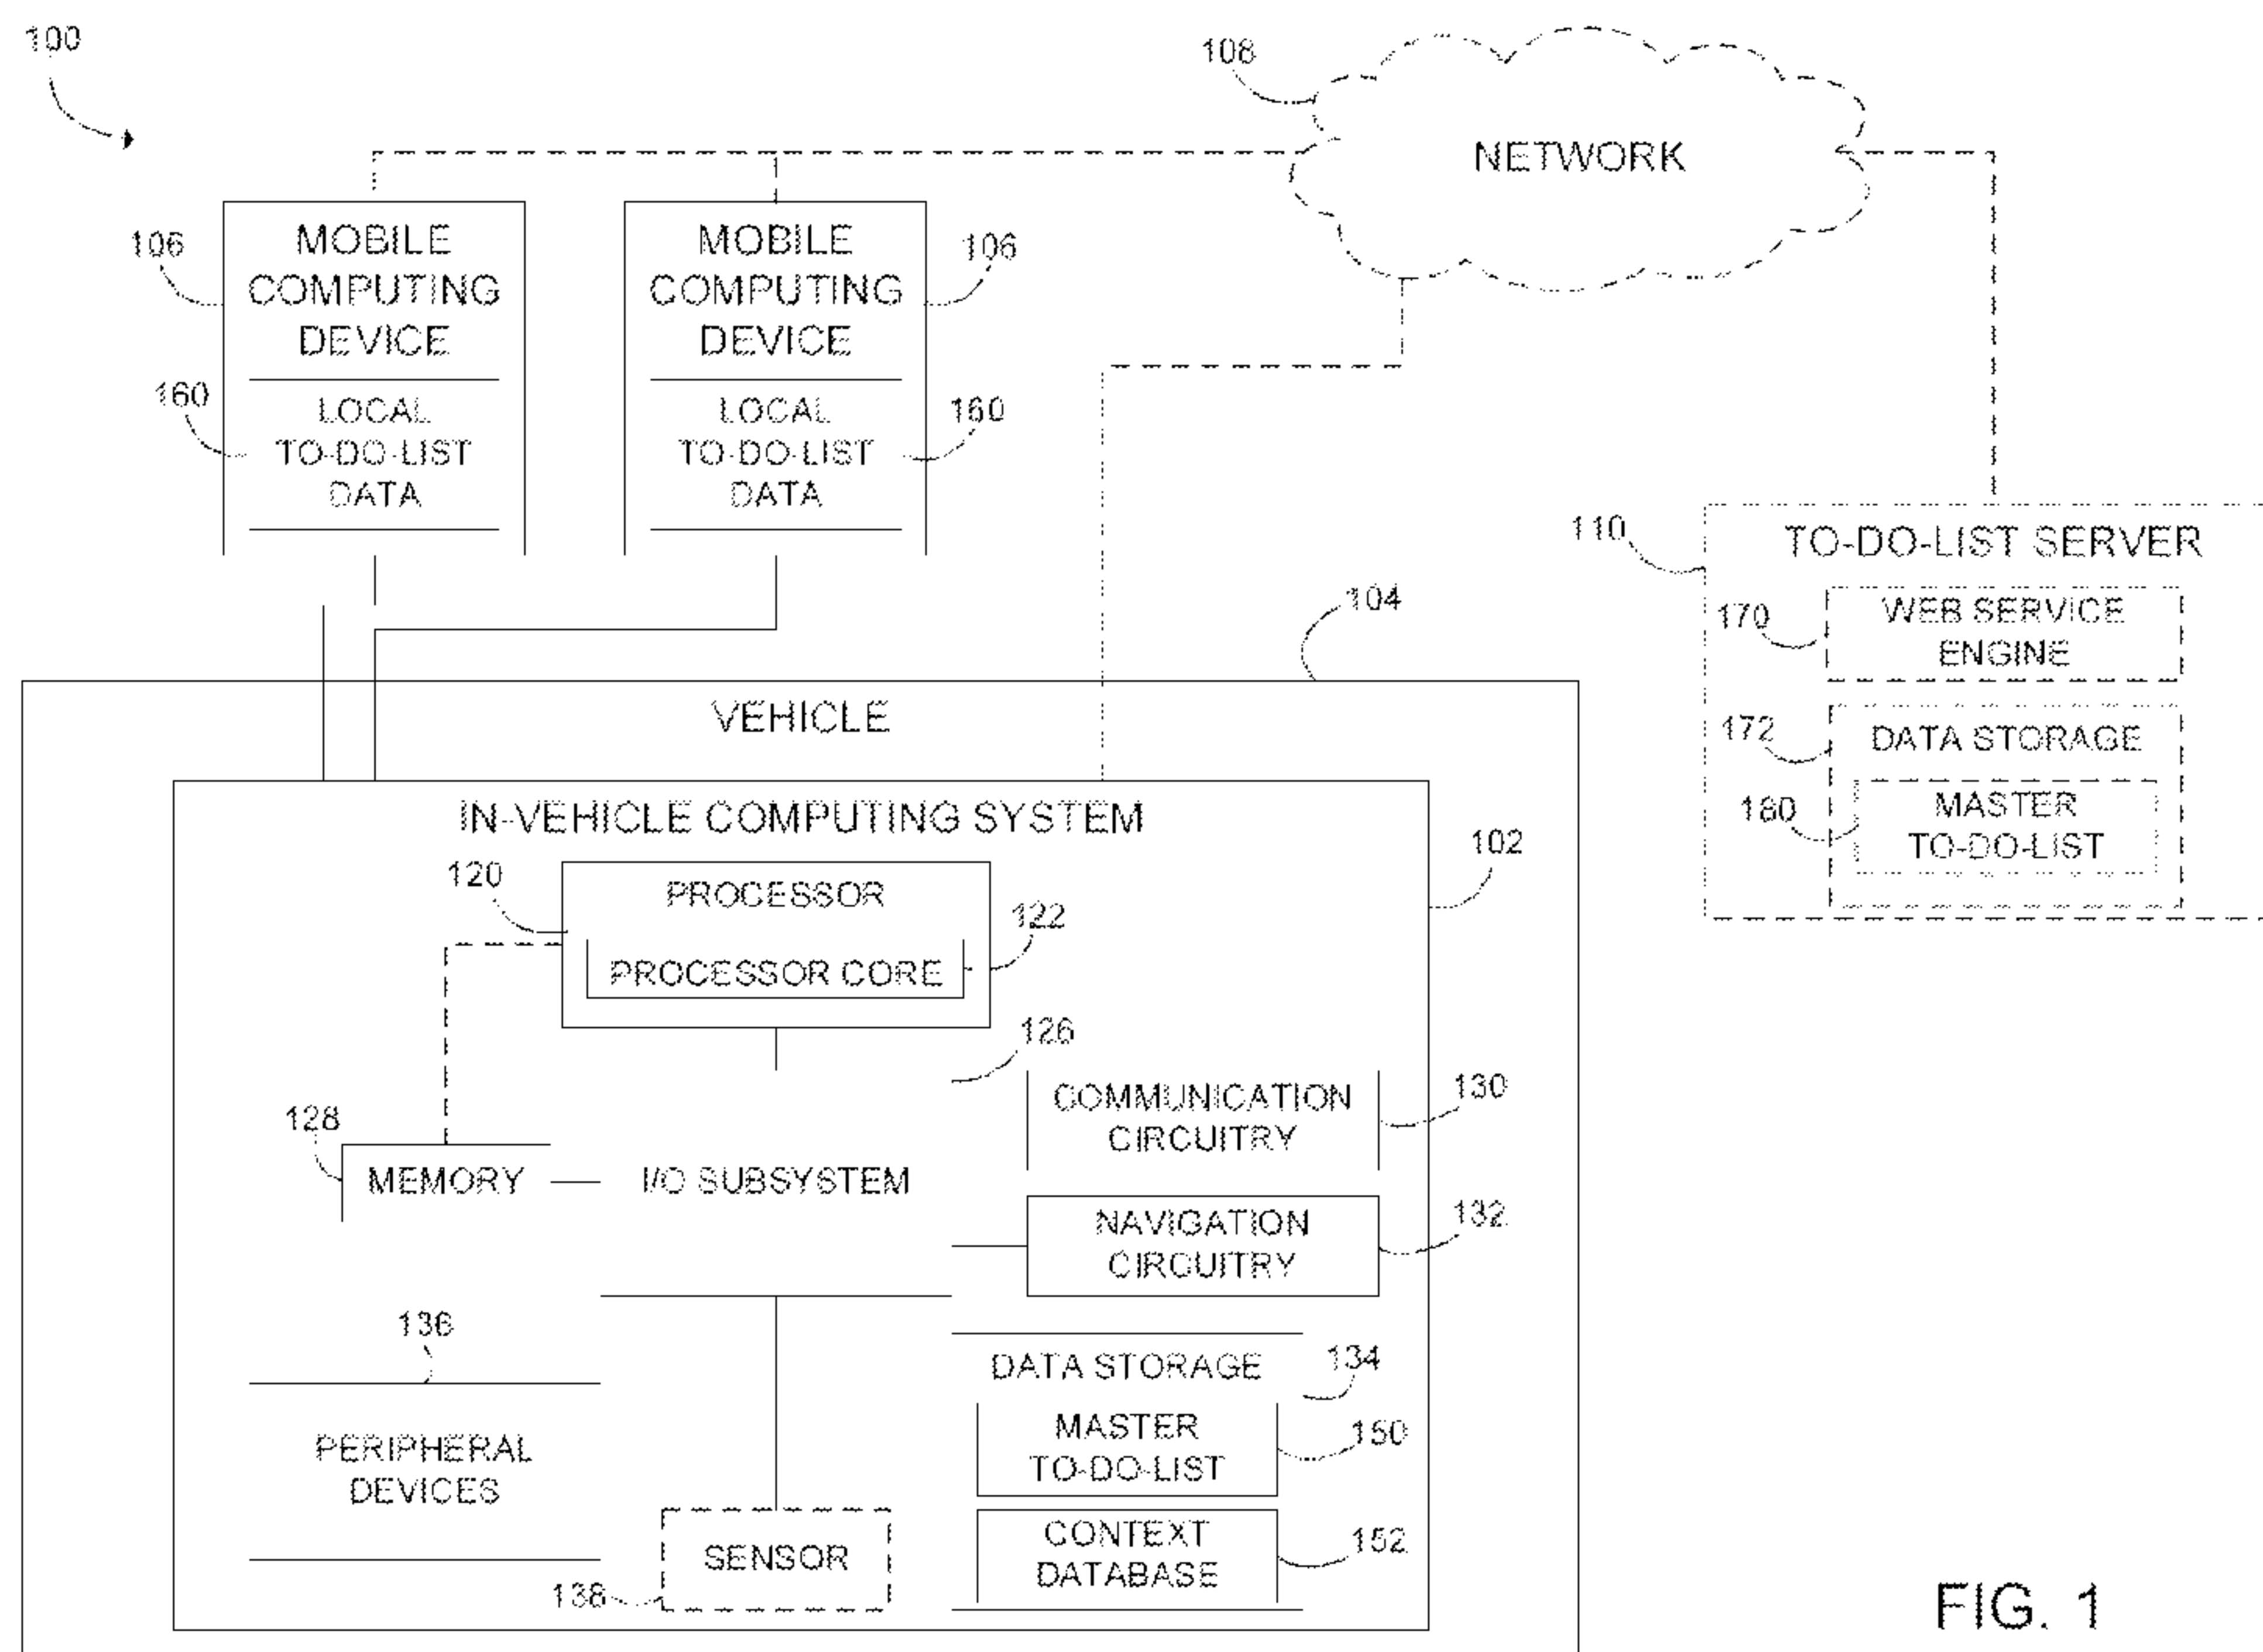 100
108
NETWORK
106
MOBILE
COMPUTING
DEVICE
160
LOCAL
TO-DO-LIST
DATA
MOBILE
COMPUTING
DEVICE
106
LOCAL
TO-DO-LIST
DATA
160
110
TO-DO-LIST SERVER
170
WEB SERVICE
ENGINE
172
DATA STORAGE
180
MASTER
TO-DO-LIST
104
VEHICLE
IN-VEHICLE COMPUTING SYSTEM
102
120
PROCESSOR
122
PROCESSOR CORE
126
128
MEMORY
I/O SUBSYSTEM
COMMUNICATION
CIRCUITRY
130
NAVIGATION
CIRCUITRY
132
136
PERIPHERAL
DEVICES
SENSOR
138
DATA STORAGE
134
MASTER
TO-DO-LIST
150
CONTEXT
DATABASE
152
FIG. 1